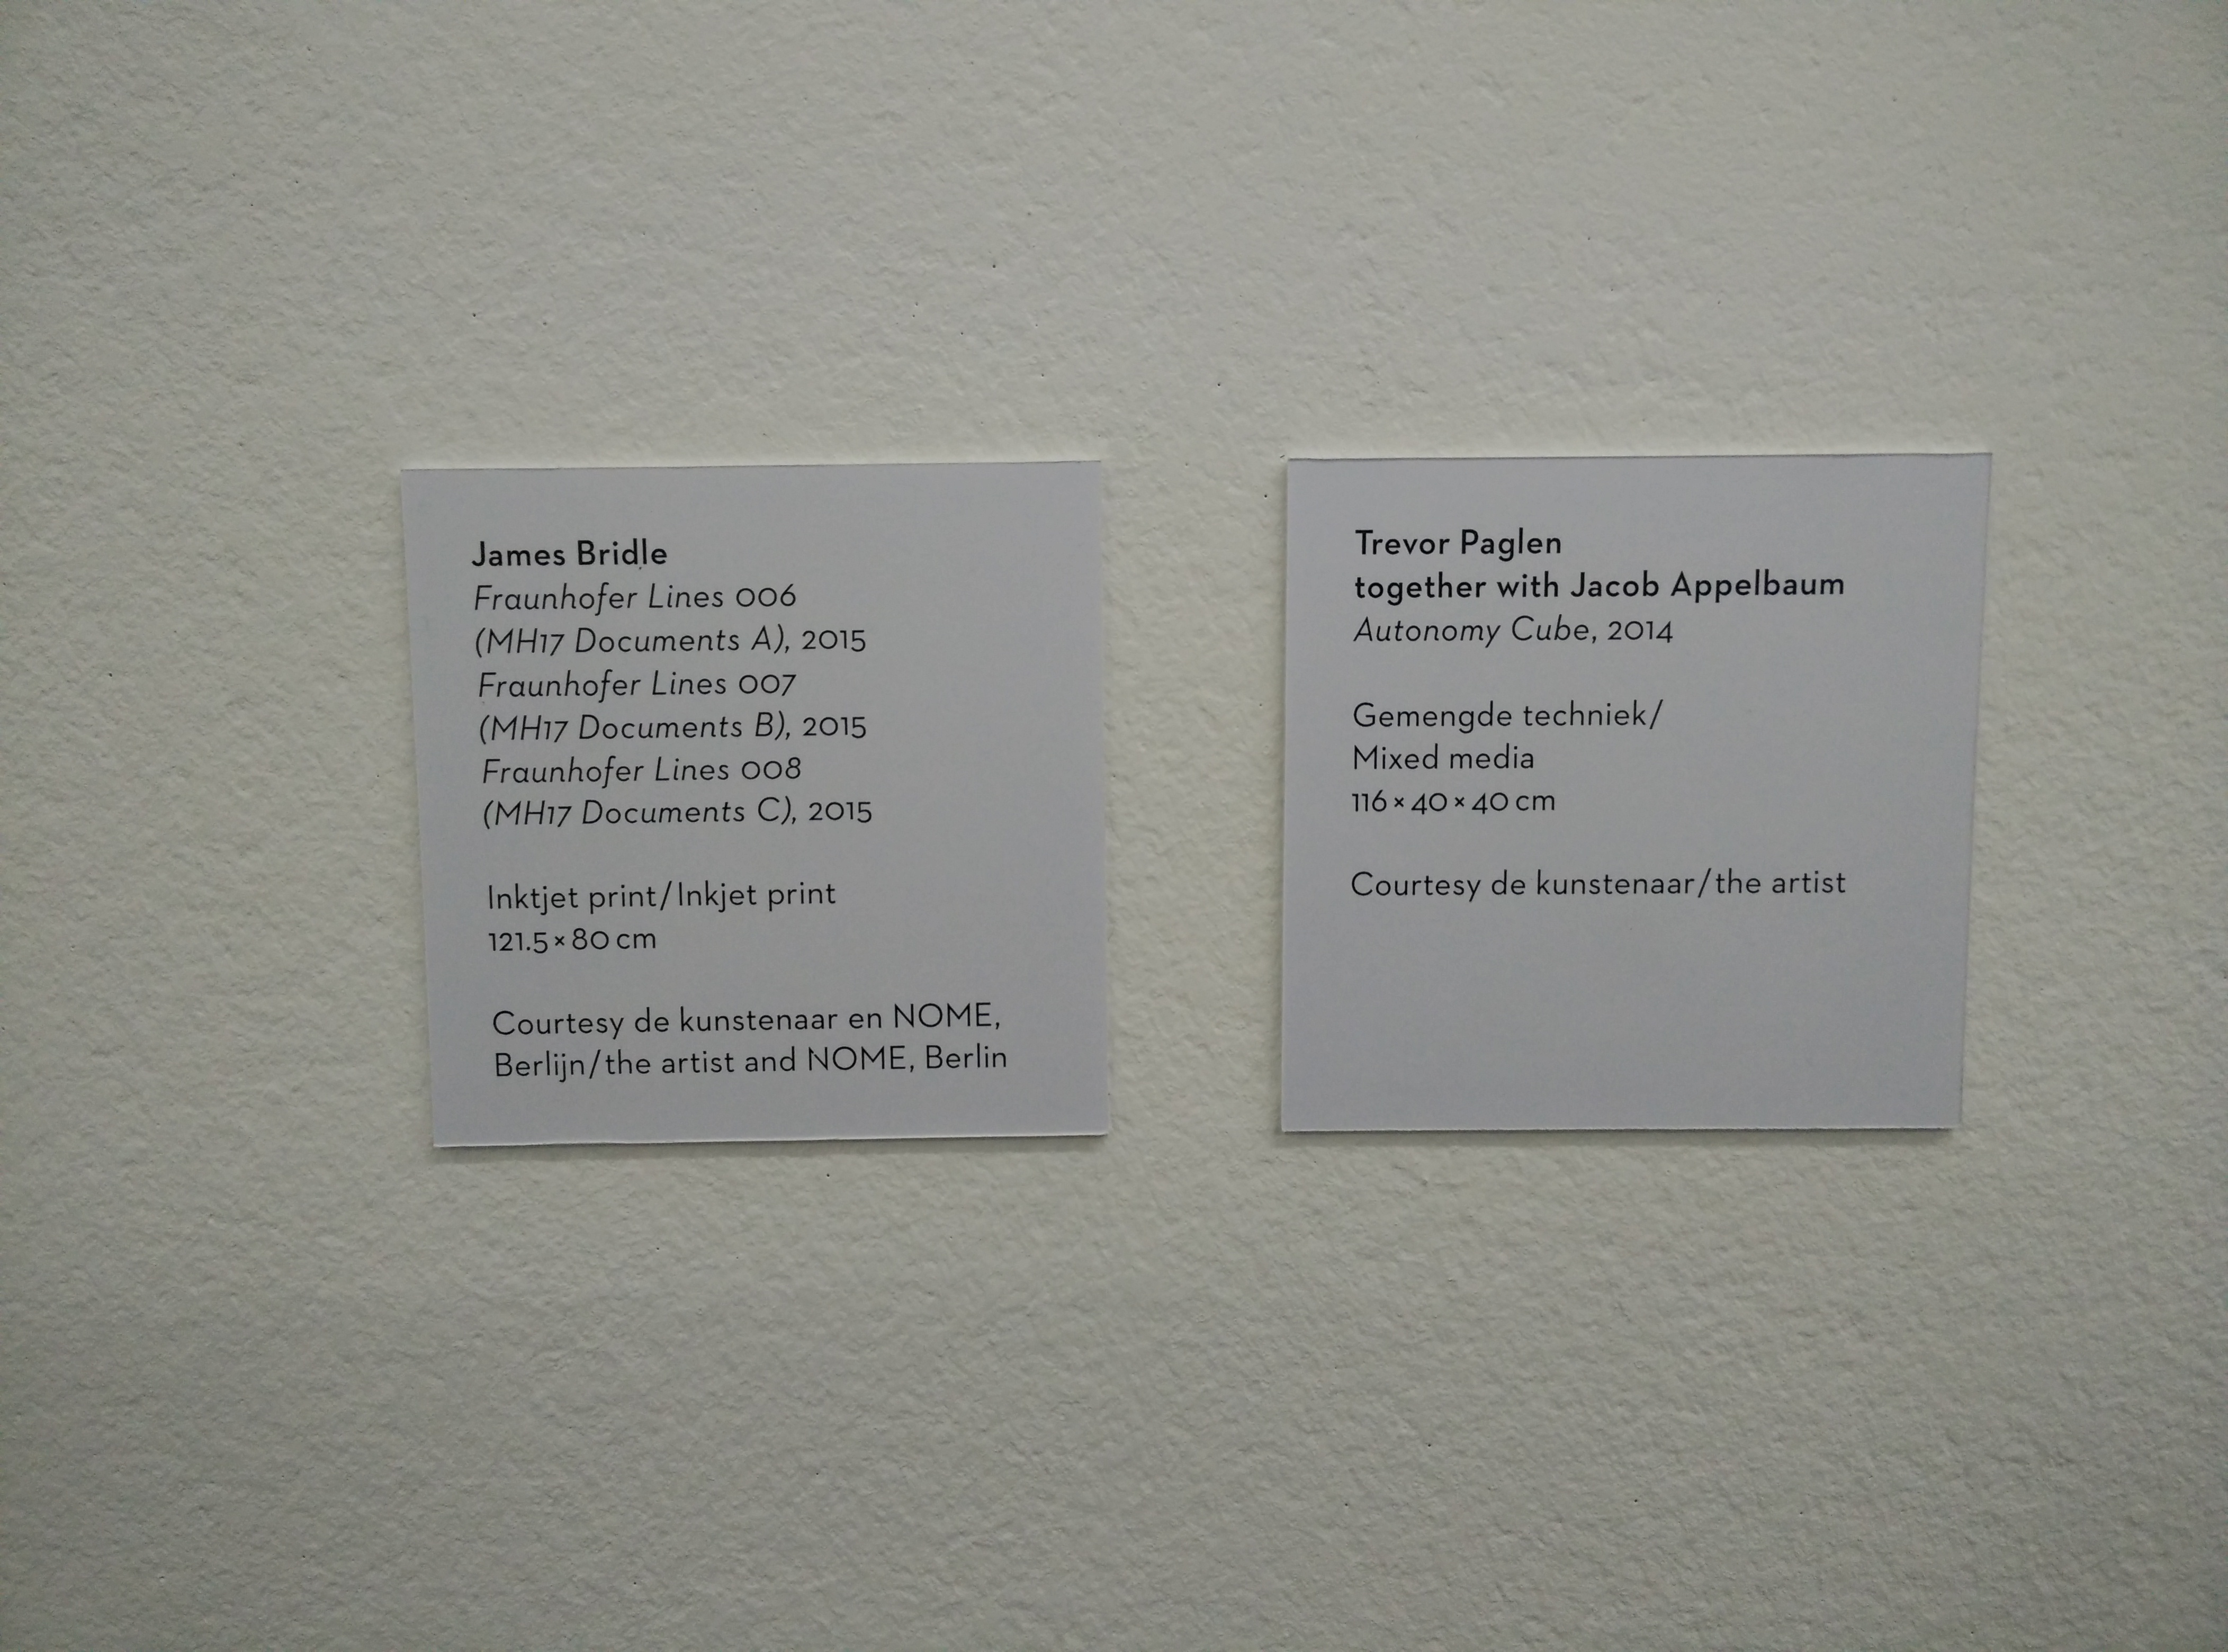 James Bridle
Fraunhofer Lines 006
(MH17 Documents A), 2015
Fraunhofer Lines 007
(MH17 Documents B), 2015
Fraunhofer Lines 008
(MH17 Documents C), 2015
Inktjet print/Inkjet print
121.5 × 80 cm
Courtesy de kunstenaar en NOME,
Berlijn/the artist and NOME, Berlin
Trevor Paglen
together with Jacob Appelbaum
Autonomy Cube, 2014
Gemengde techniek/
Mixed media
116 × 40 × 40 cm
Courtesy de kunstenaar/the artist